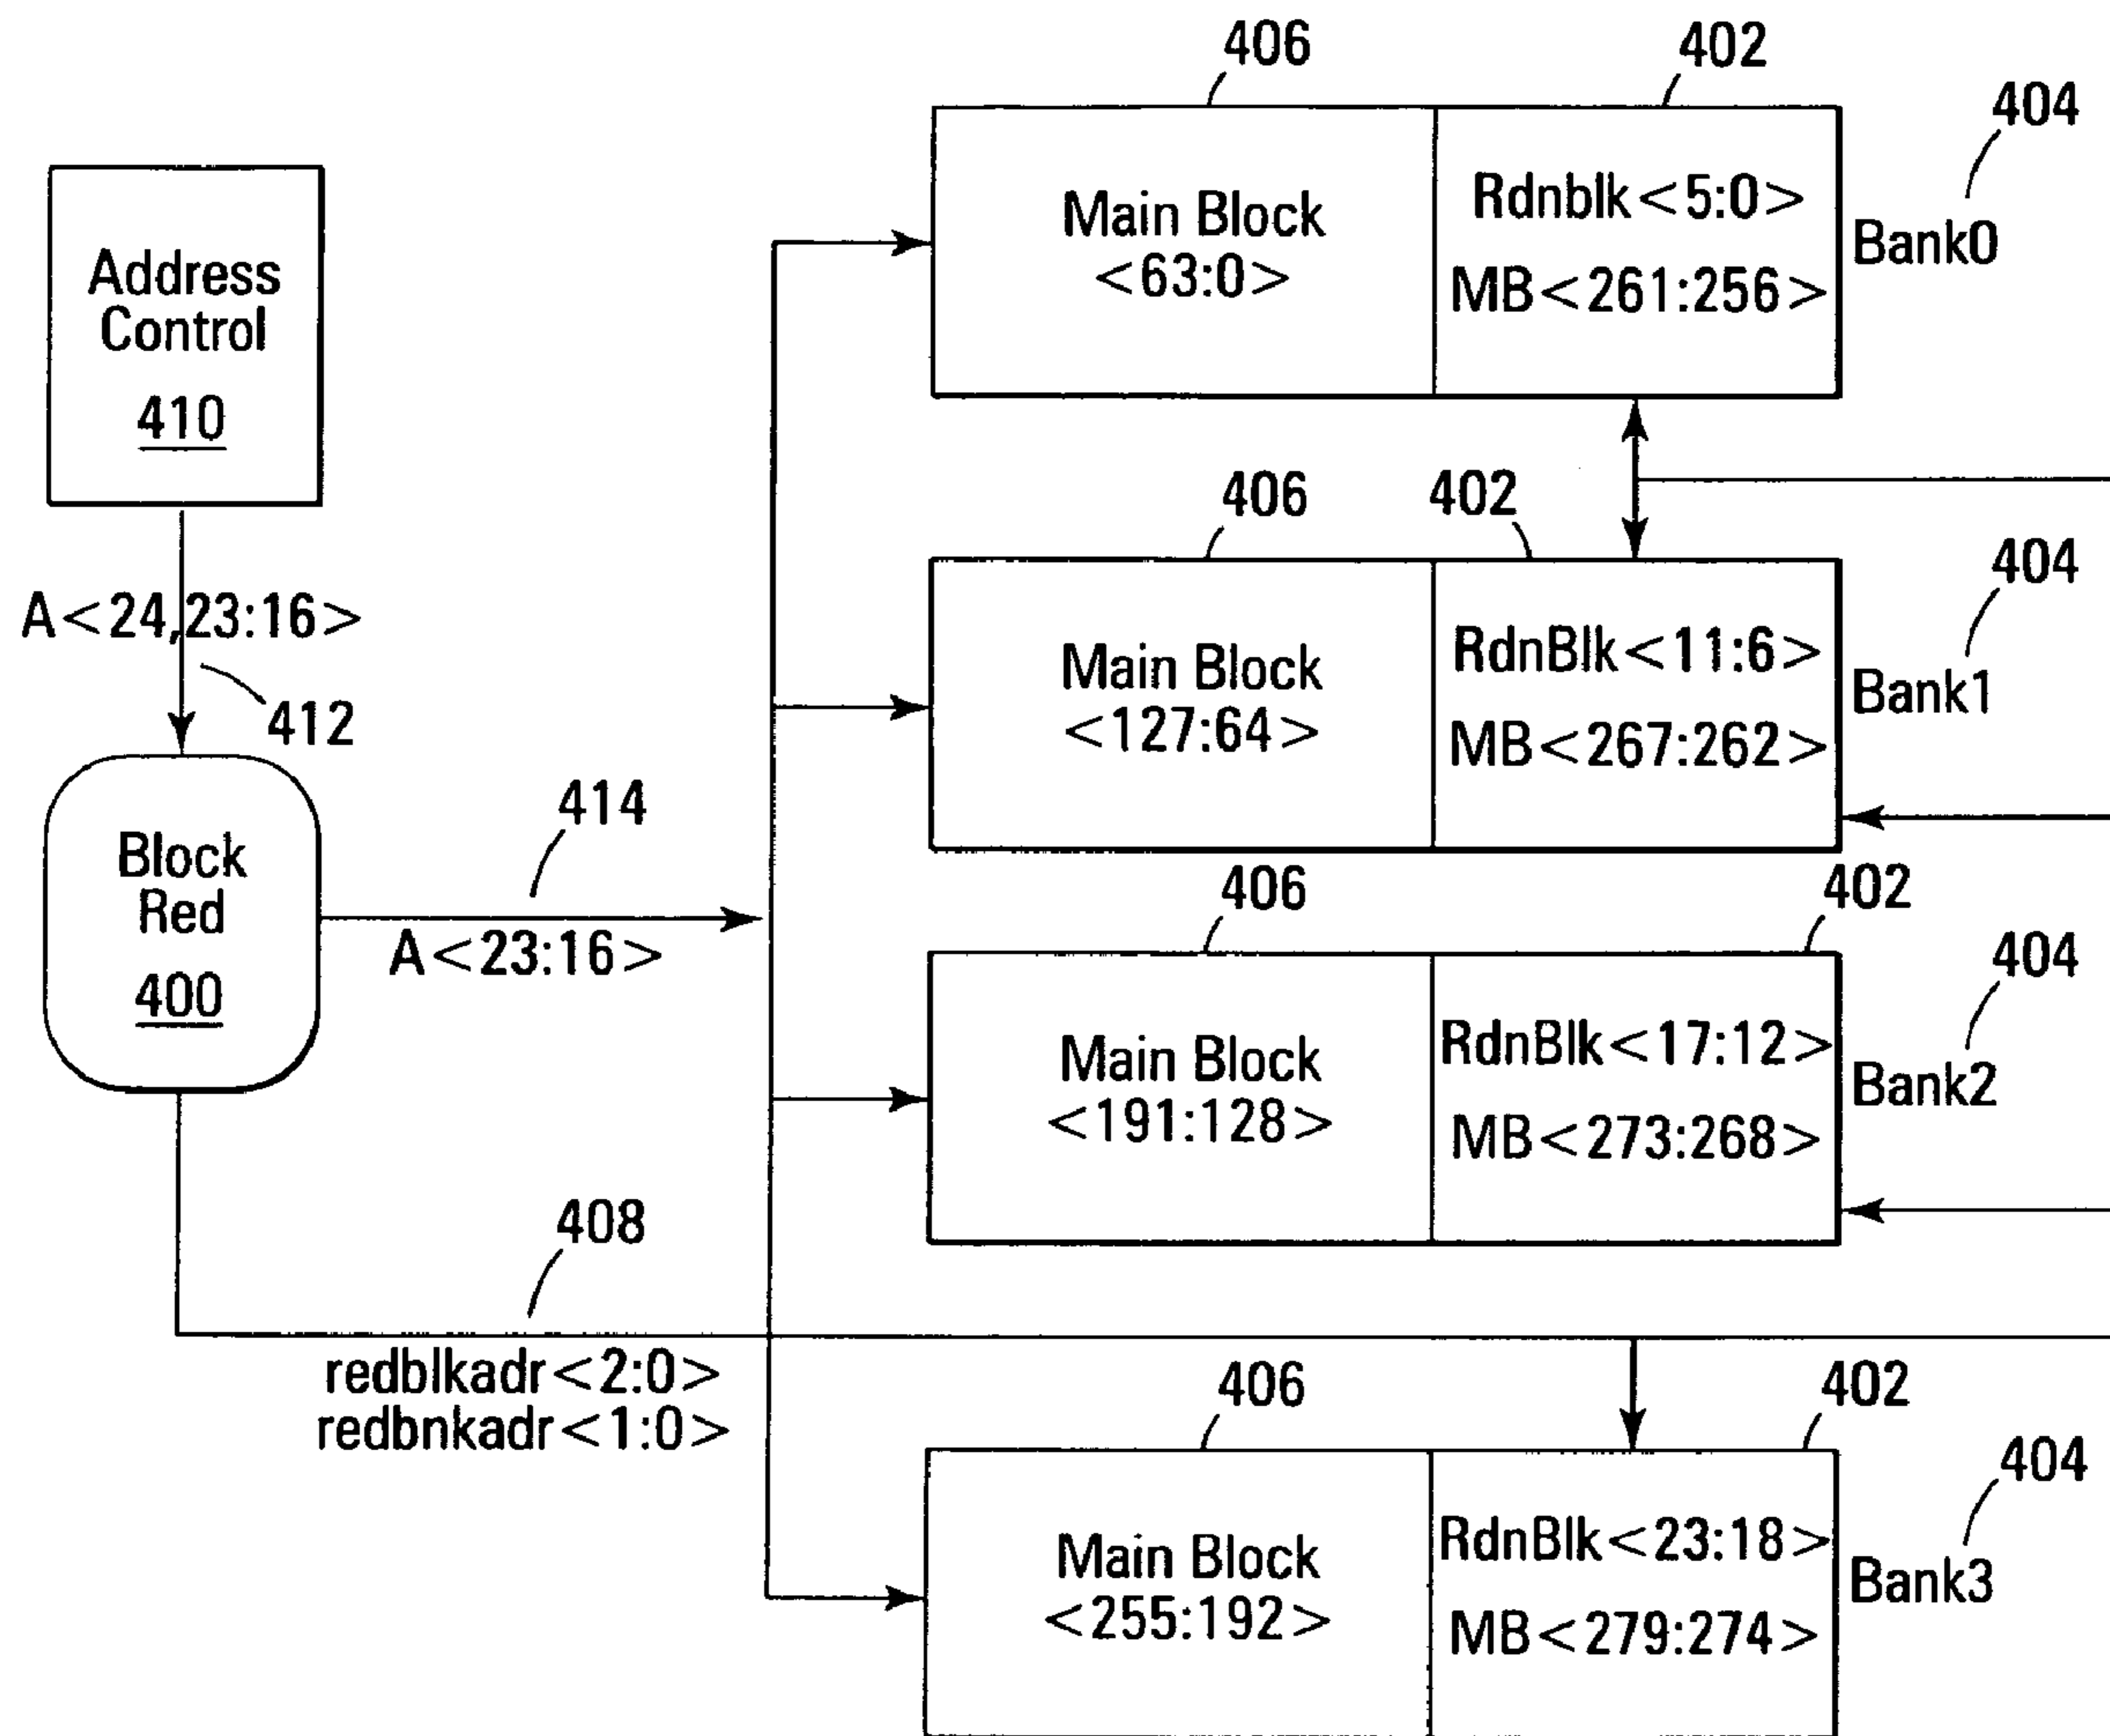 406
402
404
Address
Control
410
Main Block
<63:0>
Rdnblk<5:0>
MB<261:256>
Bank0
406
402
404
A<24,23:16>
412
Main Block
<127:64>
RdnBlk<11:6>
MB<267:262>
Bank1
414
Block
Red
400
A<23:16>
406
402
404
Main Block
<191:128>
RdnBlk<17:12>
MB<273:268>
Bank2
408
redblkadr<2:0>
redbnkadr<1:0>
406
402
404
Main Block
<255:192>
RdnBlk<23:18>
MB<279:274>
Bank3